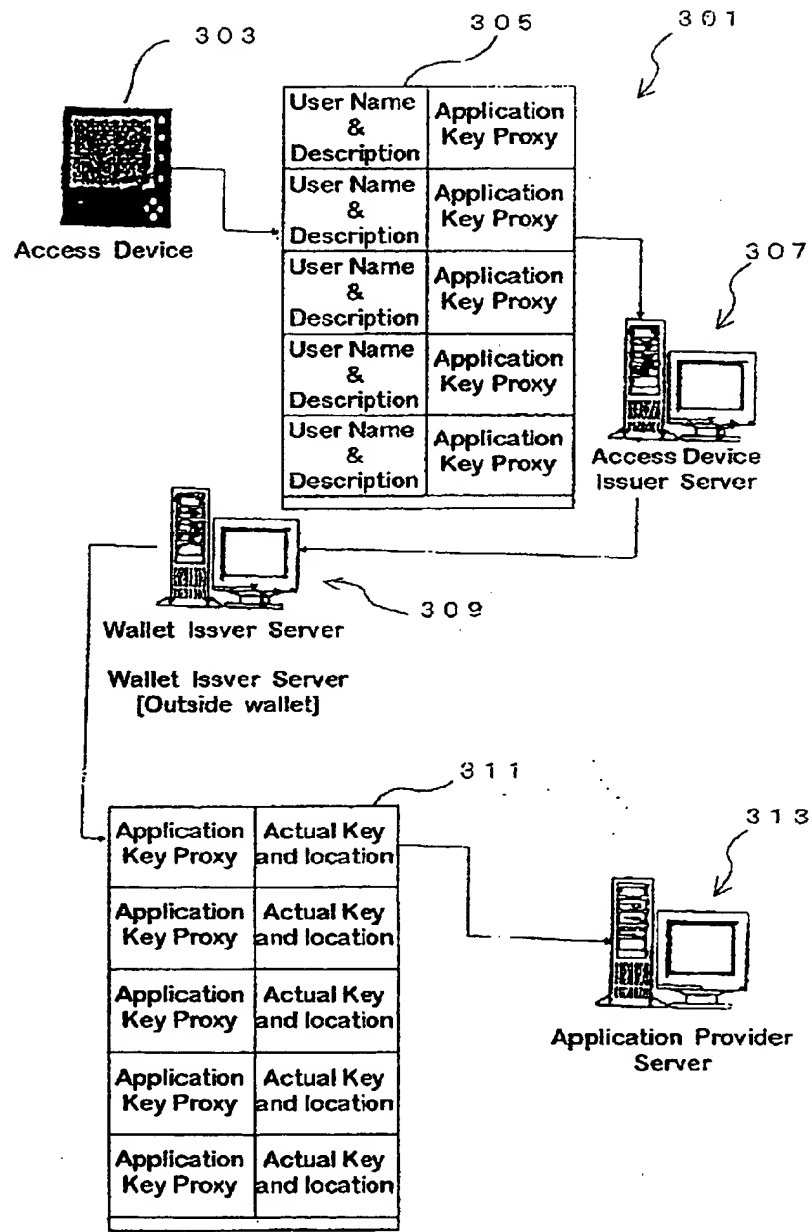 303
305
301
User Name
&
Description
Application
Key Proxy
User Name
&
Description
Application
Key Proxy
User Name
&
Description
Application
Key Proxy
User Name
&
Description
Application
Key Proxy
User Name
&
Description
Application
Key Proxy
Access Device
307
Access Device
Issuer Server
309
Wallet Issver Server
Wallet Issver Server
[Outside wallet]
311
Application
Key Proxy
Actual Key
and location
Application
Key Proxy
Actual Key
and location
Application
Key Proxy
Actual Key
and location
Application
Key Proxy
Actual Key
and location
Application
Key Proxy
Actual Key
and location
313
Application Provider
Server